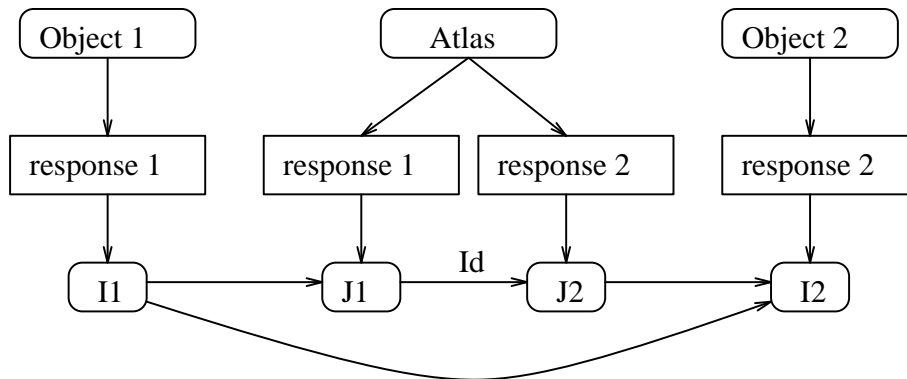 Object 1
Atlas
Object 2
response 1
response 1
response 2
response 2
Id
I1
J1
J2
I2